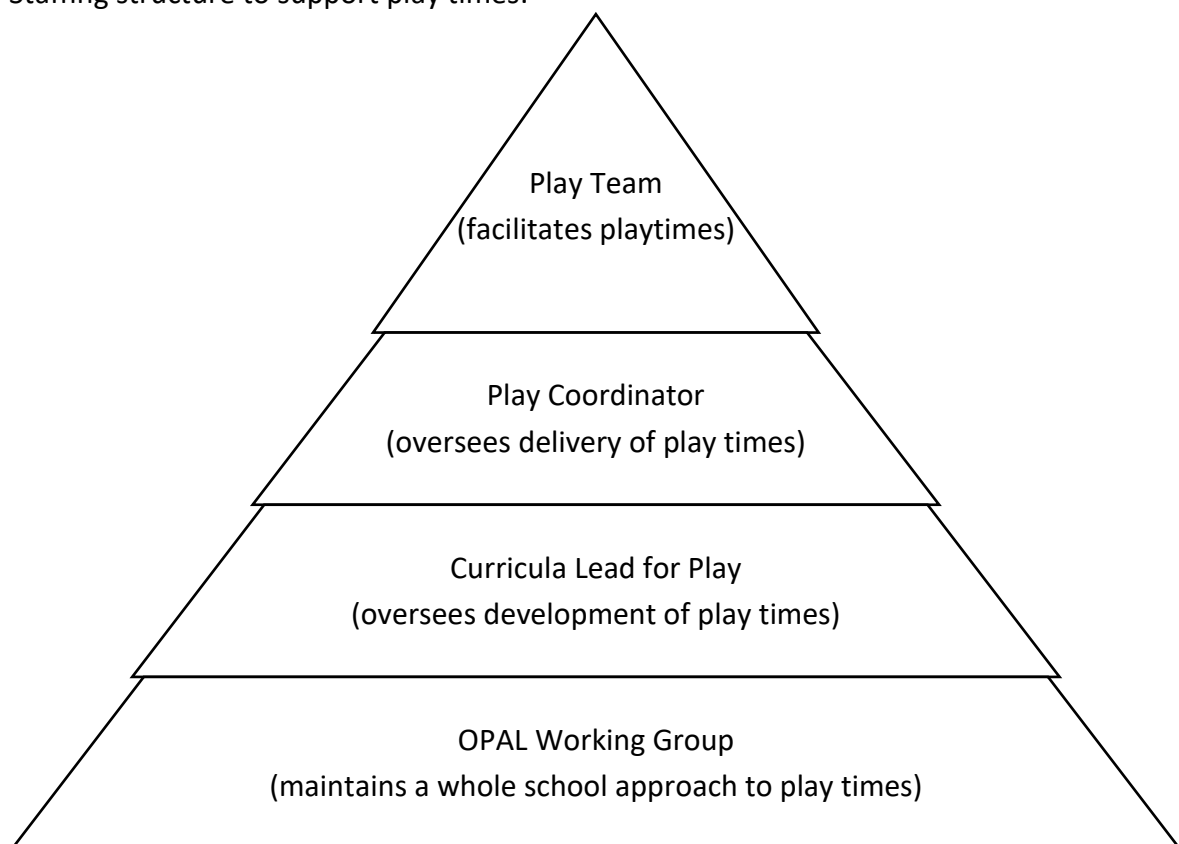 Staffing structure to support play times:
Play Team
(facilitates playtimes)
Play Coordinator
(oversees delivery of play times)
Curricula Lead for Play
(oversees development of play times)
OPAL Working Group
(maintains a whole school approach to play times)